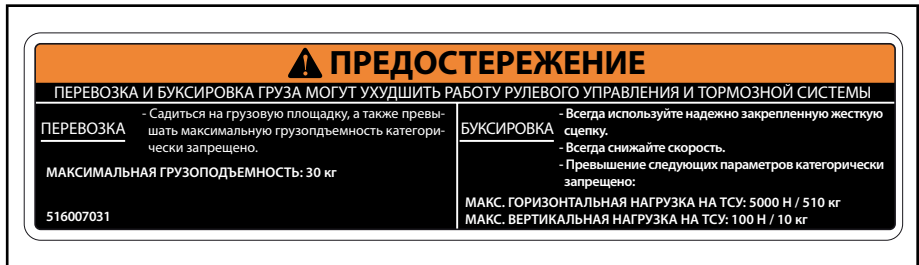 ПРЕДОСТЕРЕЖЕНИЕ
ПЕРЕВОЗКА И БУКСИРОВКА ГРУЗА МОГУТ УХУДШИТЬ РАБОТУ РУЛЕВОГО УПРАВЛЕНИЯ И ТОРМОЗНОЙ СИСТЕМЫ
ПЕРЕВОЗКА
- Садиться на грузовую площадку, а также превы-
шать максимальную грузопдъемность категори-
чески запрещено.
МАКСИМАЛЬНАЯ ГРУЗОПОДЪЕМНОСТЬ: 30 кг
516007031
БУКСИРОВКА
- Всегда используйте надежно закрепленную жесткую
сцепку.
- Всегда снижайте скорость.
- Превышение следующих параметров категорически
запрещено:
МАКС. ГОРИЗОНТАЛЬНАЯ НАГРУЗКА НА ТСУ: 5000 Н / 510 кг
МАКС. ВЕРТИКАЛЬНАЯ НАГРУЗКА НА ТСУ: 100 Н / 10 кг